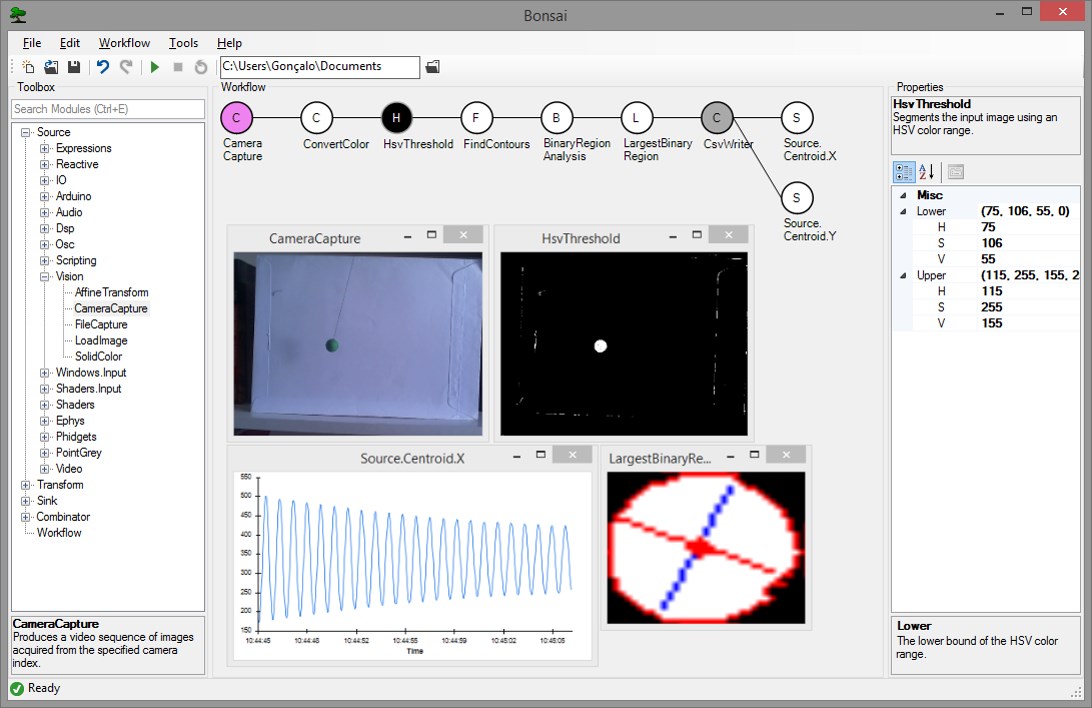 Bonsai
File Edit Workflow Tools Help
C:\Users\Gonçalo\Documents
Toolbox
Search Modules (Ctrl+E)
Source
Expressions
Reactive
IO
Arduino
Audio
Dsp
Osc
Scripting
Vision
AffineTransform
CameraCapture
FileCapture
LoadImage
SolidColor
Windows.Input
Shaders.Input
Shaders
Ephys
Phidgets
PointGrey
Video
Transform
Sink
Combinator
Workflow
CameraCapture
Produces a video sequence of images
acquired from the specified camera
index.
Workflow
C C H F B L C S
Camera
Capture
ConvertColor
HsvThreshold
FindContours
BinaryRegion
Analysis
LargestBinary
Region
CsvWriter
Source.
Centroid.X
S
Source.
Centroid.Y
CameraCapture
HsvThreshold
Source.Centroid.X
550
500
450
400
350
300
250
200
150
10:44:45 10:44:48 10:44:52 10:44:55 10:44:59 10:45:02 10:45:05
Time
LargestBinaryRe...
Properties
HsvThreshold
Segments the input image using an
HSV color range.
A
Z
Misc
Lower (75, 106, 55, 0)
H 75
S 106
V 55
Upper (115, 255, 155, 2
H 115
S 255
V 155
Lower
The lower bound of the HSV color
range.
Ready